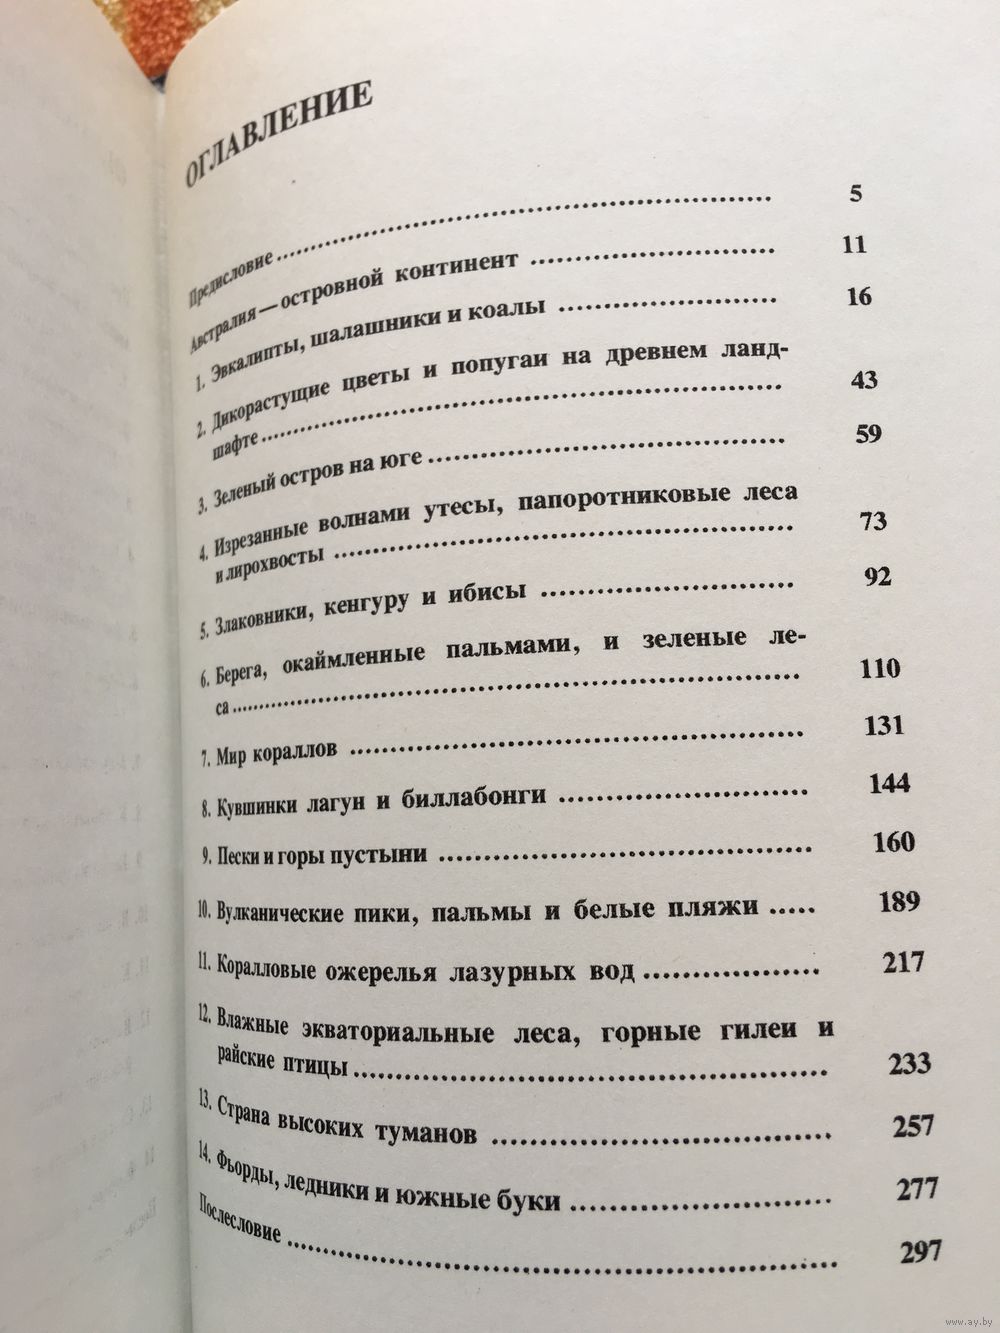 ОГЛАВЛЕНИЕ
Предисловие ........ 5
Австралия — островной континент ........ 11
1. Эвкалипты, шалашники и коалы ........ 16
2. Дикорастущие цветы и попугаи на древнем ланд-
шафте ........ 43
3. Зеленый остров на юге ........ 59
4. Изрезанные волнами утесы, папоротниковые леса
и лирохвосты ........ 73
5. Злаковники, кенгуру и ибисы ........ 92
6. Берега, окаймленные пальмами, и зеленые ле-
са ........ 110
7. Мир кораллов ........ 131
8. Кувшинки лагун и биллабонги ........ 144
9. Пески и горы пустыни ........ 160
10. Вулканические пики, пальмы и белые пляжи ..... 189
11. Коралловые ожерелья лазурных вод ........ 217
12. Влажные экваториальные леса, горные гилеи и
райские птицы ........ 233
13. Страна высоких туманов ........ 257
14. Фьорды, ледники и южные буки ........ 277
Послесловие ........ 297
www.ay.by